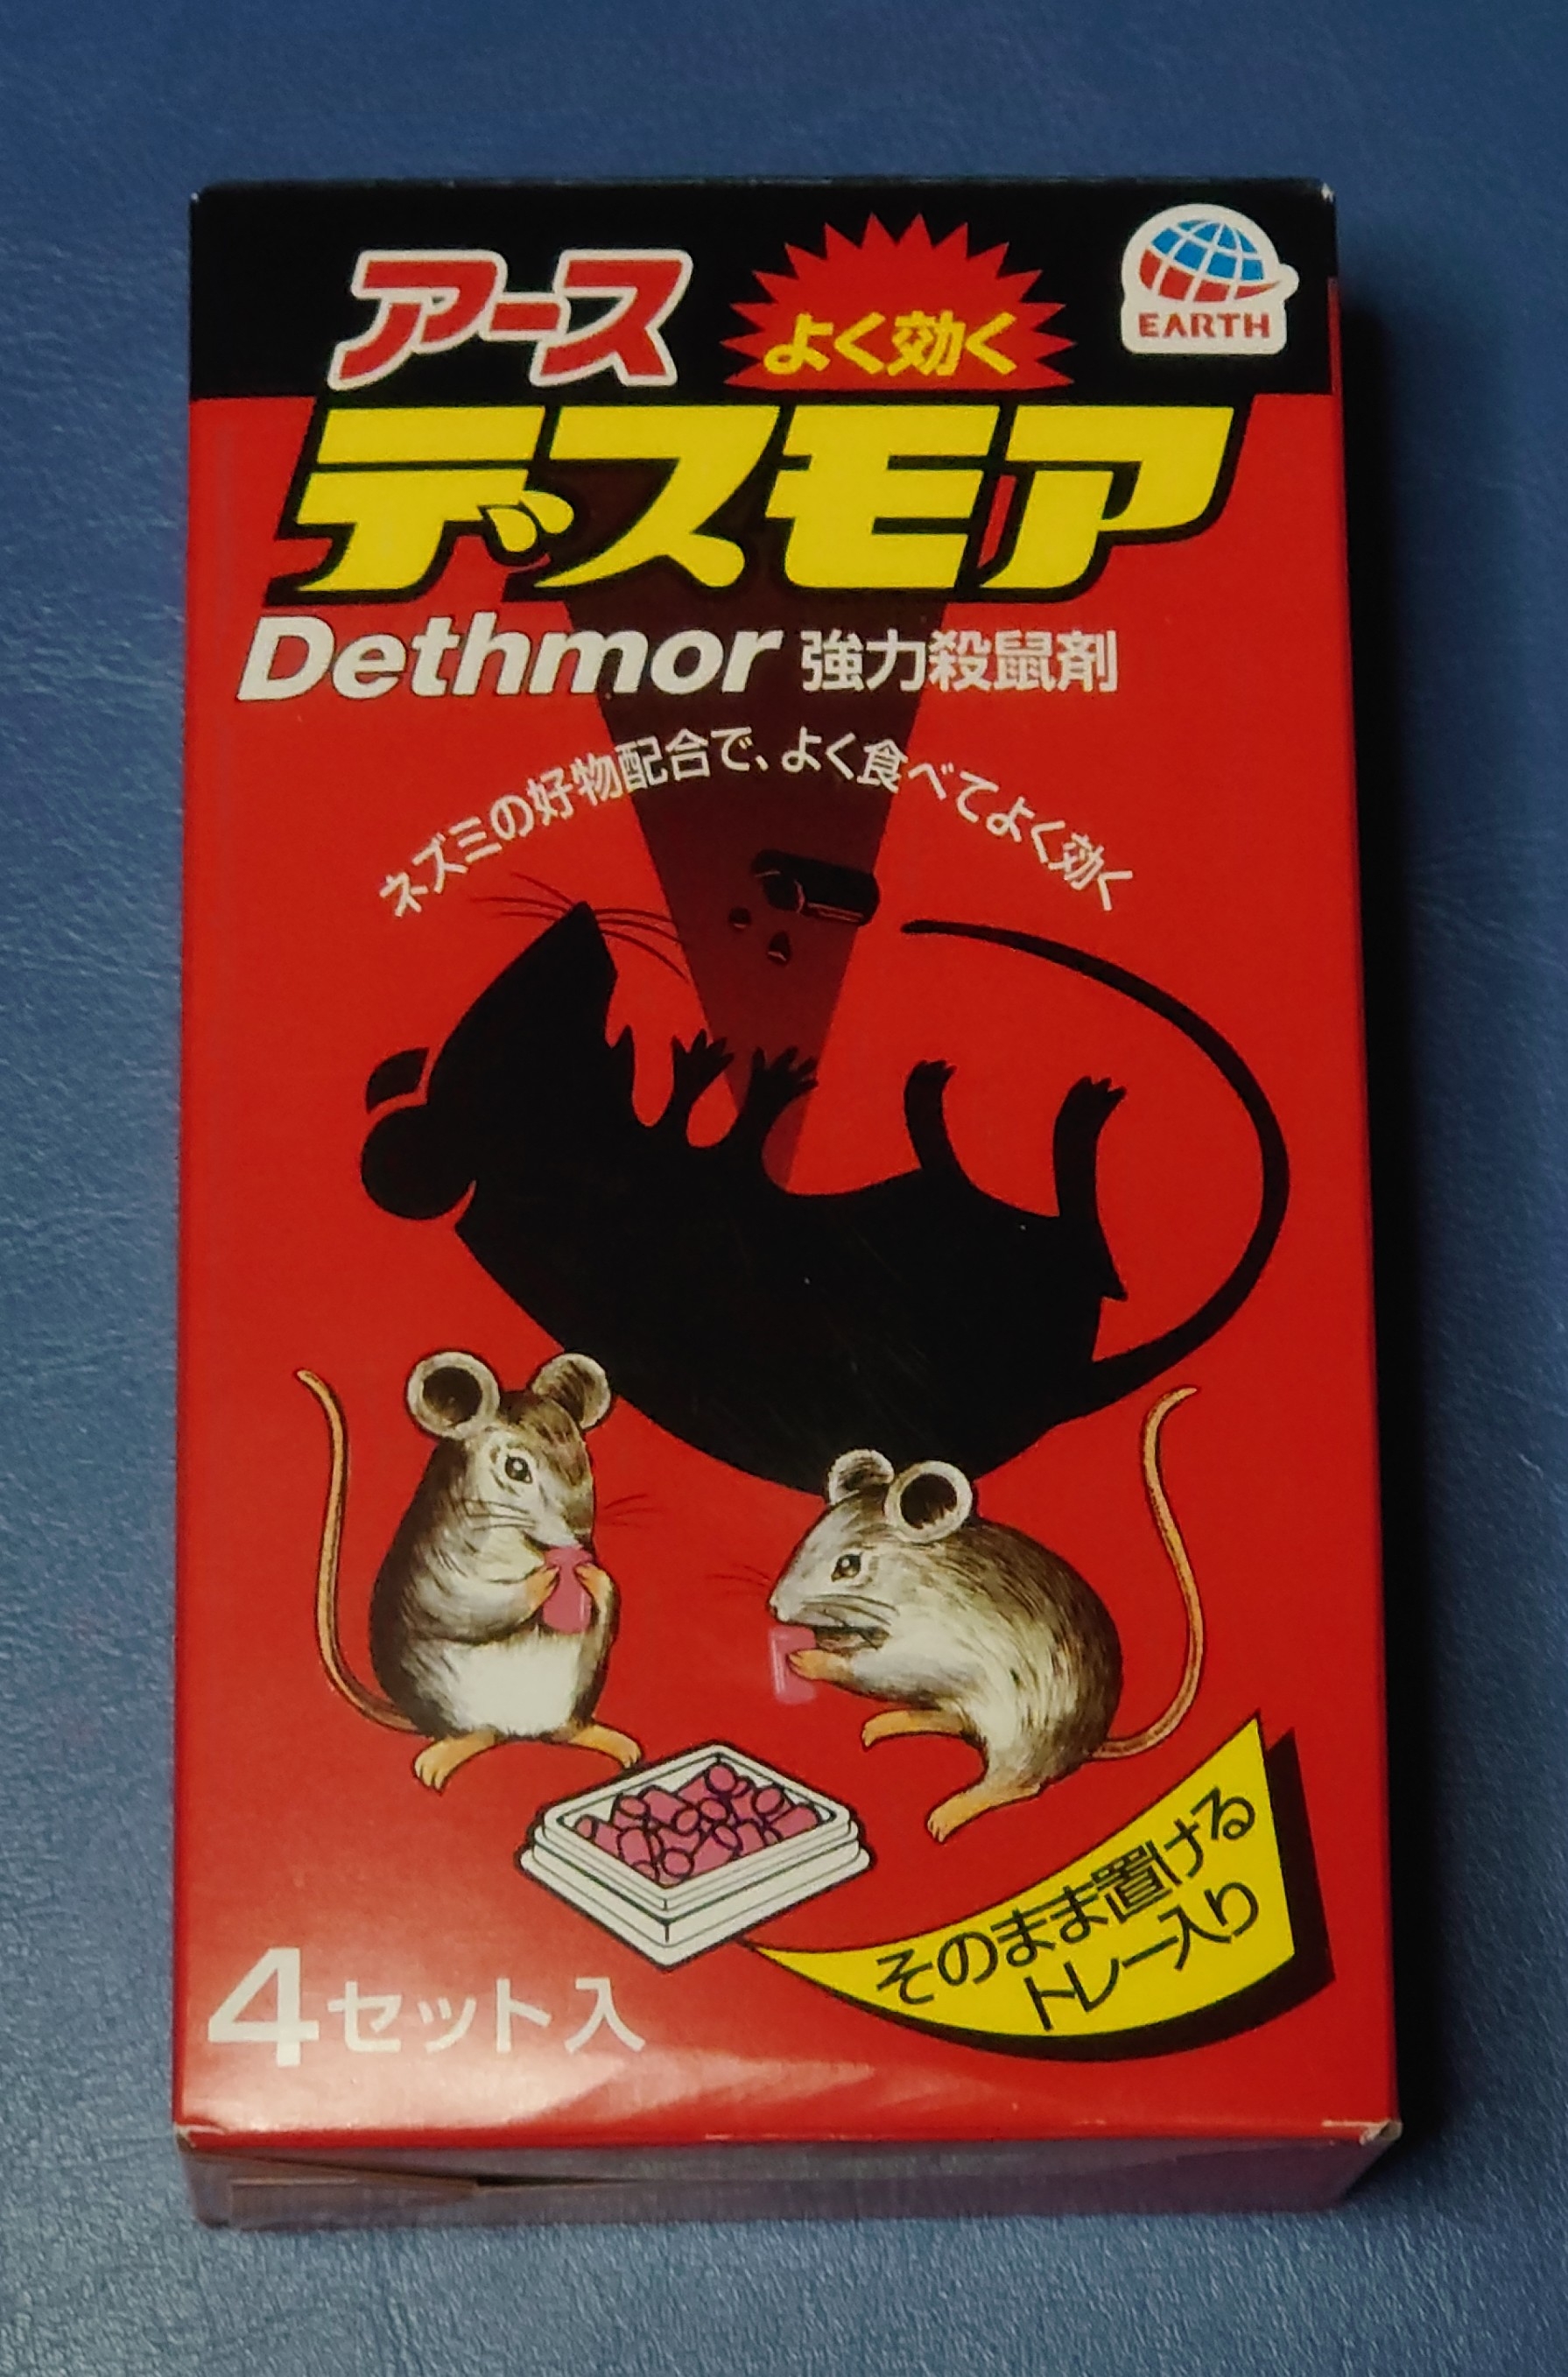 アース
よく効く
EARTH
デスモア
Dethmor 強力殺鼠剤
ネズミの好物配合で、よく食べてよく効く
そのまま置ける
トレー入り
4セット入